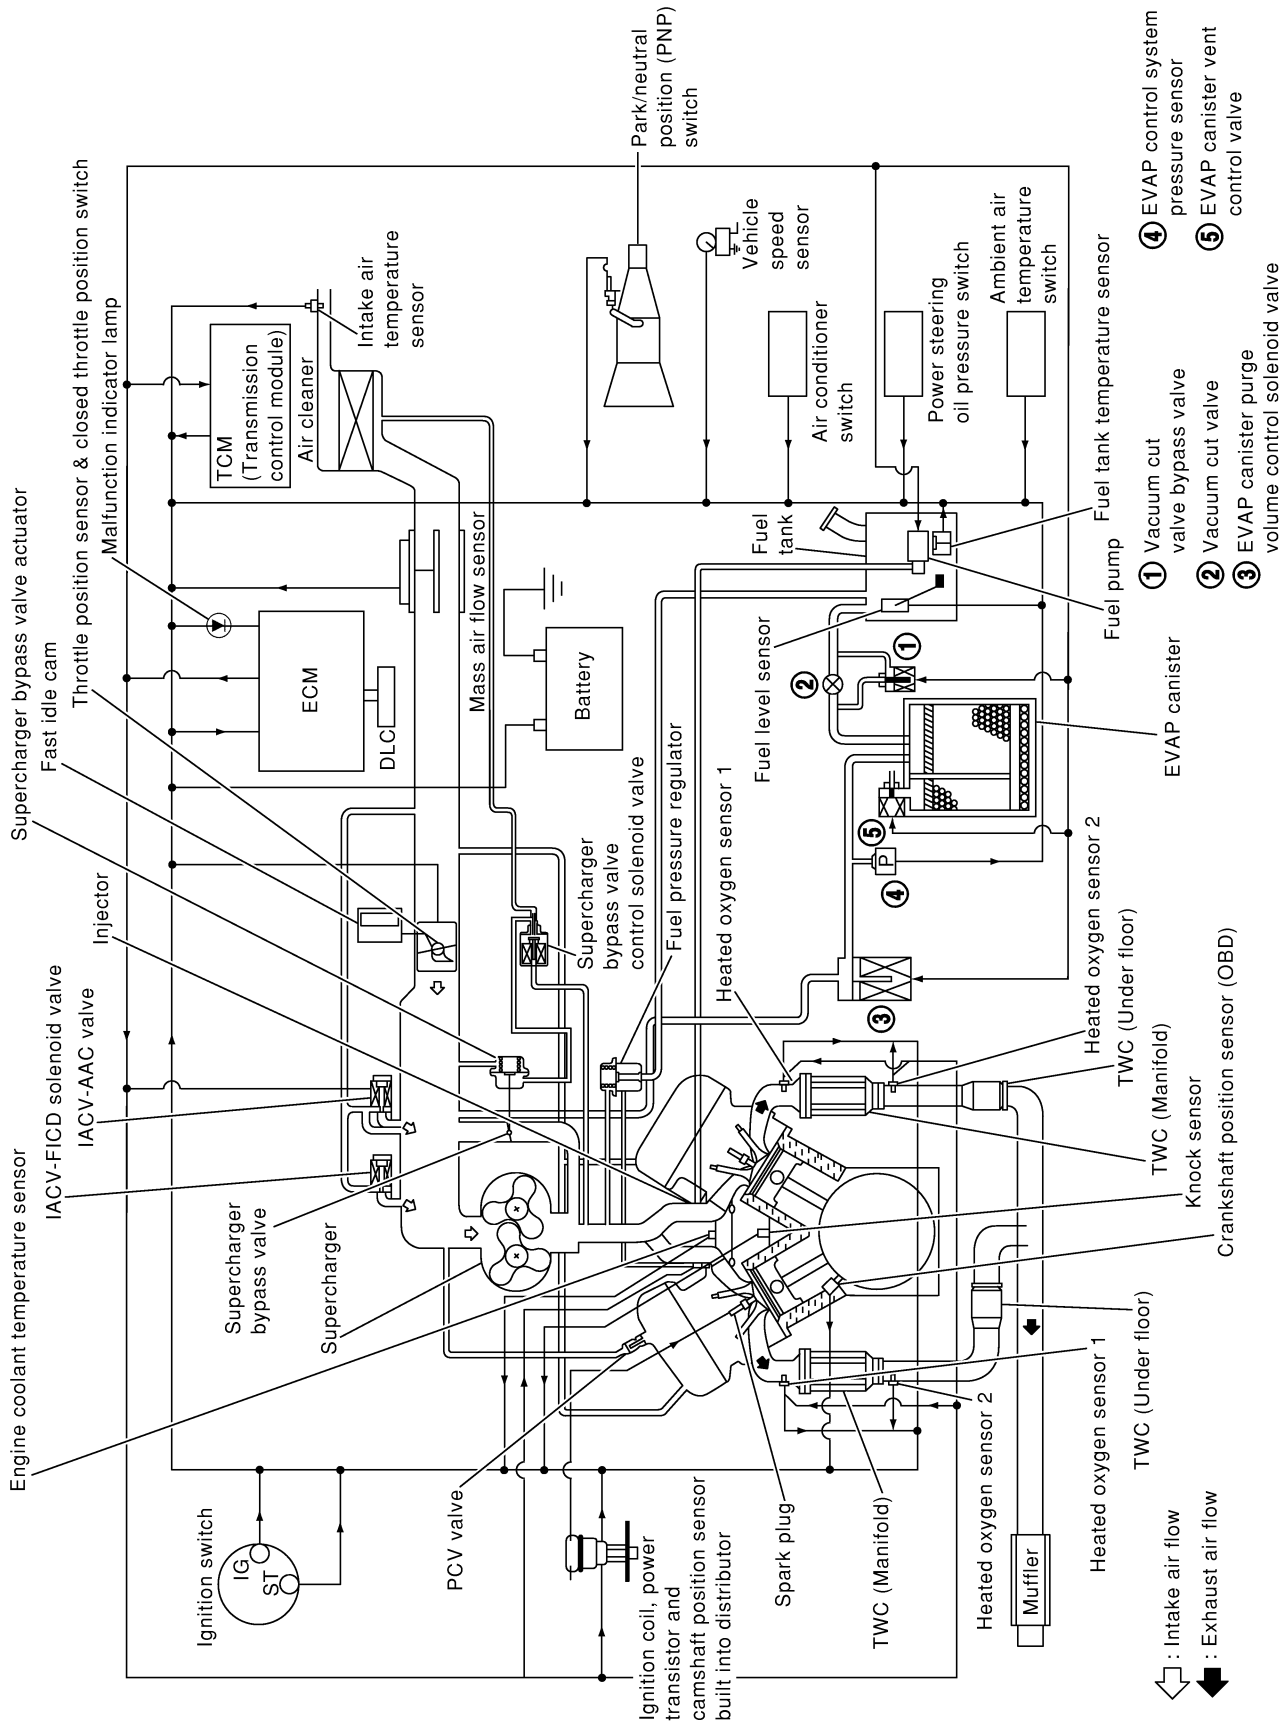 Engine coolant temperature sensor
IACV-FICD solenoid valve
IACV-AAC valve
Injector
Supercharger bypass valve actuator
Fast idle cam
Throttle position sensor & closed throttle position switch
Malfunction indicator lamp
Ignition switch
IG
ST
Supercharger
bypass valve
Supercharger
ECM
DLC
TCM
(Transmission
control module)
Air cleaner
Intake air
temperature
sensor
Mass air flow sensor
Battery
PCV valve
Supercharger
bypass valve
control solenoid valve
Fuel pressure regulator
Heated oxygen sensor 1
Park/neutral
position (PNP)
switch
Vehicle
speed
sensor
Air conditioner
switch
Power steering
oil pressure switch
Ambient air
temperature
switch
Fuel
tank
Fuel level sensor
Fuel tank temperature sensor
Fuel pump
EVAP canister
1
2
3
4
5
P
Ignition coil, power
transistor and
camshaft position sensor
built into distributor
Spark plug
TWC (Manifold)
Heated oxygen sensor 2
Heated oxygen sensor 1
TWC (Under floor)
Muffler
Heated oxygen sensor 2
TWC (Under floor)
TWC (Manifold)
Knock sensor
Crankshaft position sensor (OBD)
: Intake air flow
: Exhaust air flow
1 Vacuum cut
valve bypass valve
2 Vacuum cut valve
3 EVAP canister purge
volume control solenoid valve
4 EVAP control system
pressure sensor
5 EVAP canister vent
control valve